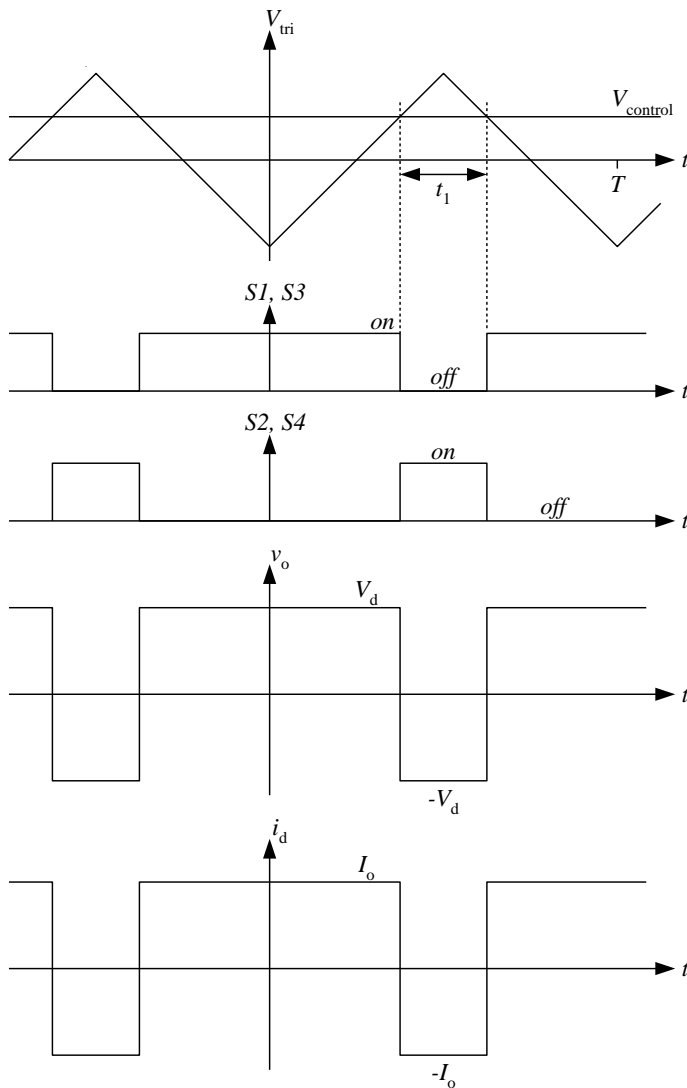 V_tri
V_control
t
T
t_1
S1, S3
on
off
t
S2, S4
on
off
t
v_o
V_d
t
-V_d
i_d
I_o
t
-I_o